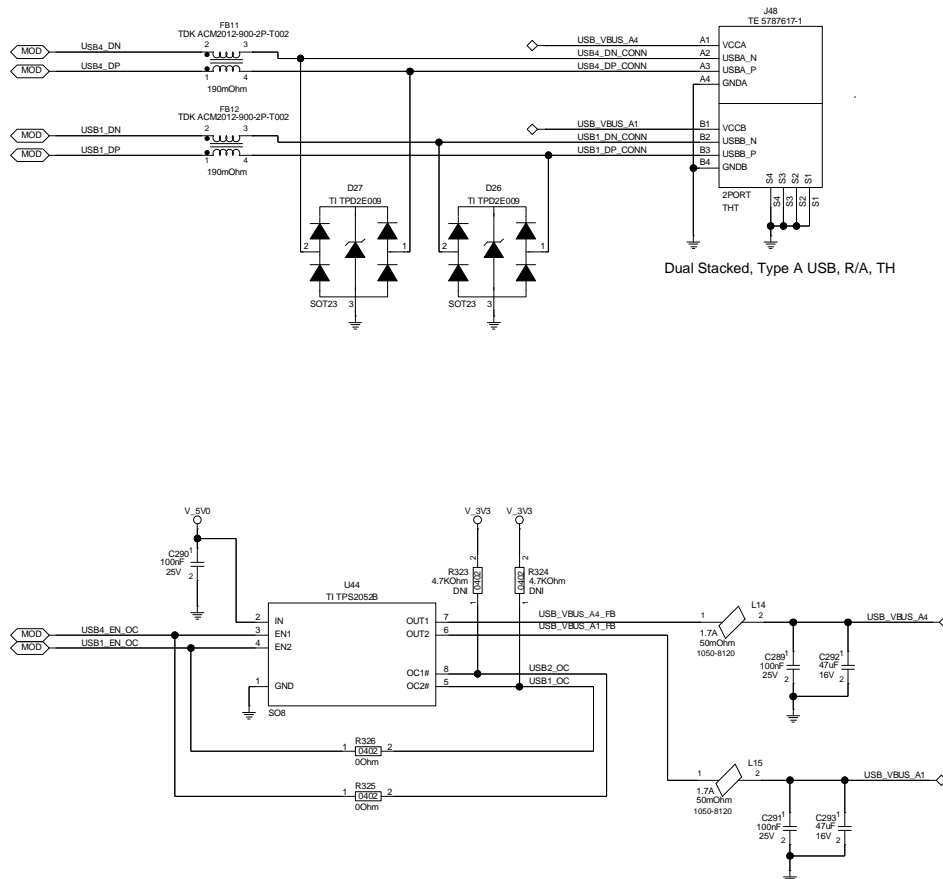 J48
TE 5787617-1
FB11
TDK ACM2012-900-2P-T002
MOD USB4_DN 2 3 USB_VBUS_A4 A1 VCCA
USB4_DN_CONN A2 USBA_N
MOD USB4_DP 1 4 USB4_DP_CONN A3 USBA_P
A4 GNDA
190mOhm
FB12
TDK ACM2012-900-2P-T002
MOD USB1_DN 2 3 USB_VBUS_A1 B1 VCCB
USB1_DN_CONN B2 USBB_N
MOD USB1_DP 1 4 USB1_DP_CONN B3 USBB_P
B4 GNDB
190mOhm
S4 S3 S2 S1
D27 D26 2PORT
TI TPD2E009 TI TPD2E009 THT
S4 S3 S2 S1
2 1 2 1
Dual Stacked, Type A USB, R/A, TH
SOT23 3 SOT23 3
V_5V0 V_3V3 V_3V3
C290 1
100nF
25V 2
2 R323 2 R324
4.7KOhm 0402 0402 4.7KOhm
DNI 1 1 DNI
U44
TI TPS2052B
2 IN OUT1 7 USB_VBUS_A4_FB 1 L14 2 USB_VBUS_A4
MOD USB4_EN_OC 3 EN1 OUT2 6 USB_VBUS_A1_FB
MOD USB1_EN_OC 4 EN2
1.7A
50mOhm
1050-8120
C289 1 C292 1
100nF 47uF
25V 2 16V 2
OC1# 8 USB2_OC
1 GND OC2# 5 USB1_OC
SO8
R326
1 0402 2
0Ohm
R325
1 0402 2
0Ohm
1 L15 2 USB_VBUS_A1
1.7A
50mOhm
1050-8120
C291 1 C293 1
100nF 47uF
25V 2 16V 2